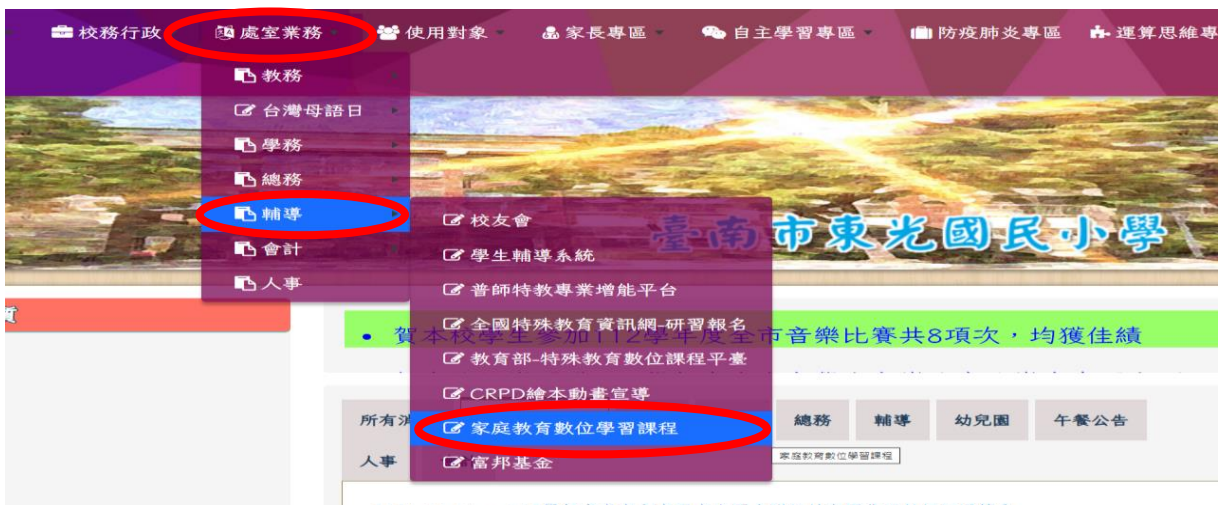 校務行政 處室業務 使用對象 家長專區 自主學習專區 防疫肺炎專區 運算思維專
教務
台灣母語日
學務
總務
輔導
會計
人事
校友會
學生輔導系統
普師特教專業增能平台
全國特殊教育資訊網-研習報名
教育部-特殊教育數位課程平臺
CRPD繪本動畫宣導
家庭教育數位學習課程
富邦基金
臺南市東光國民小學
賀本校學生參加112學年度全市音樂比賽共8項次,均獲佳績
所有消 總務 輔導 幼兒園 午餐公告
人事
家庭教育數位學習課程